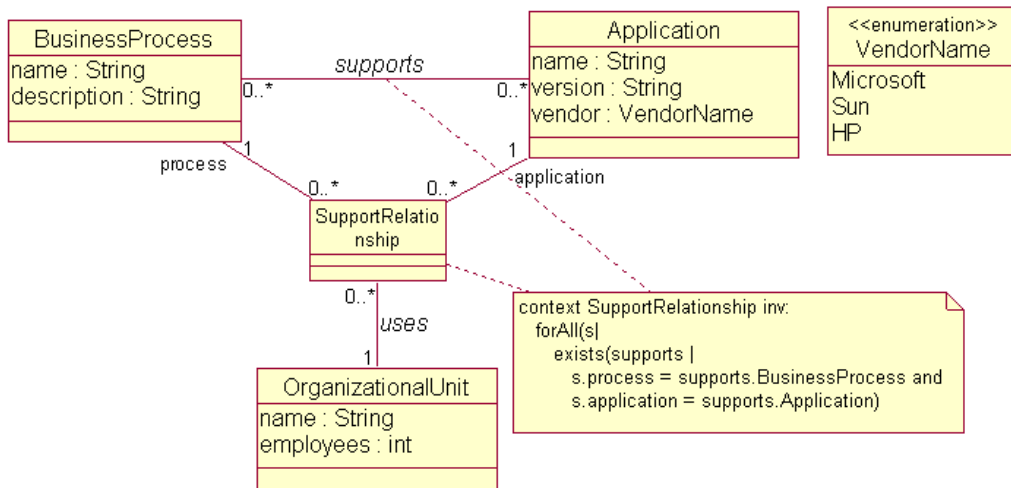 BusinessProcess
name : String
description : String
supports
0..*
0..*
Application
name : String
version : String
vendor : VendorName
<<enumeration>>
VendorName
Microsoft
Sun
HP
1
process
0..*
1
application
0..*
SupportRelatio
nship
0..*
uses
1
OrganizationalUnit
name : String
employees : int
context SupportRelationship inv:
forAll(s|
exists(supports |
s.process = supports.BusinessProcess and
s.application = supports.Application)